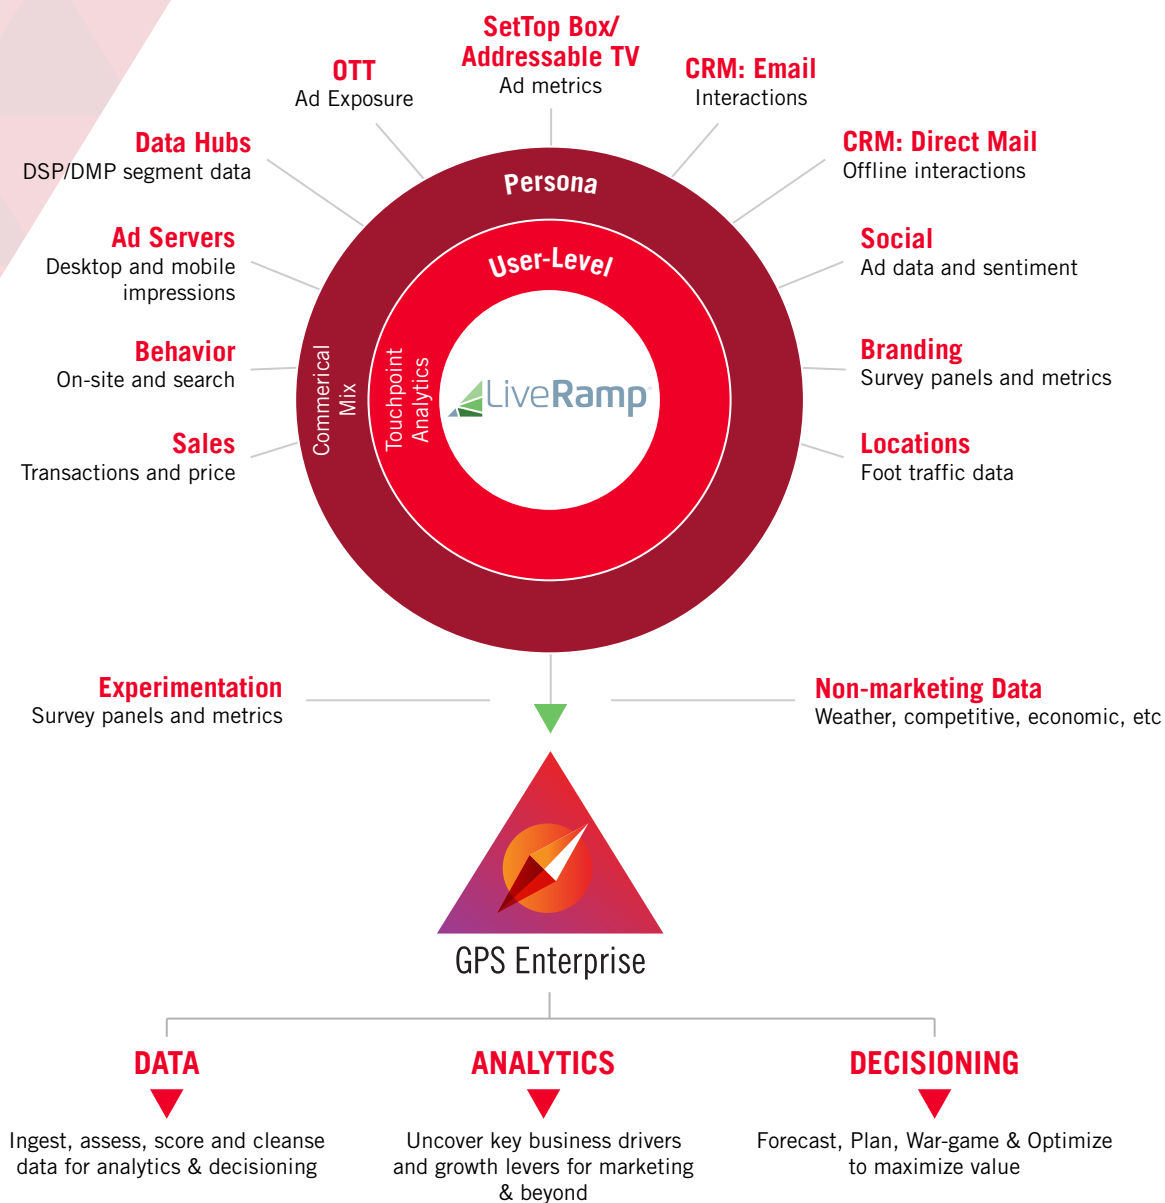 SetTop Box/
Addressable TV
Ad metrics
OTT
Ad Exposure
CRM: Email
Interactions
Data Hubs
DSP/DMP segment data
CRM: Direct Mail
Offline interactions
Ad Servers
Desktop and mobile
impressions
Social
Ad data and sentiment
Behavior
On-site and search
Branding
Survey panels and metrics
Sales
Transactions and price
Locations
Foot traffic data
Persona
User-Level
Commerical
Mix
Touchpoint
Analytics
LiveRamp
Experimentation
Survey panels and metrics
Non-marketing Data
Weather, competitive, economic, etc
GPS Enterprise
DATA
Ingest, assess, score and cleanse
data for analytics & decisioning
ANALYTICS
Uncover key business drivers
and growth levers for marketing
& beyond
DECISIONING
Forecast, Plan, War-game & Optimize
to maximize value